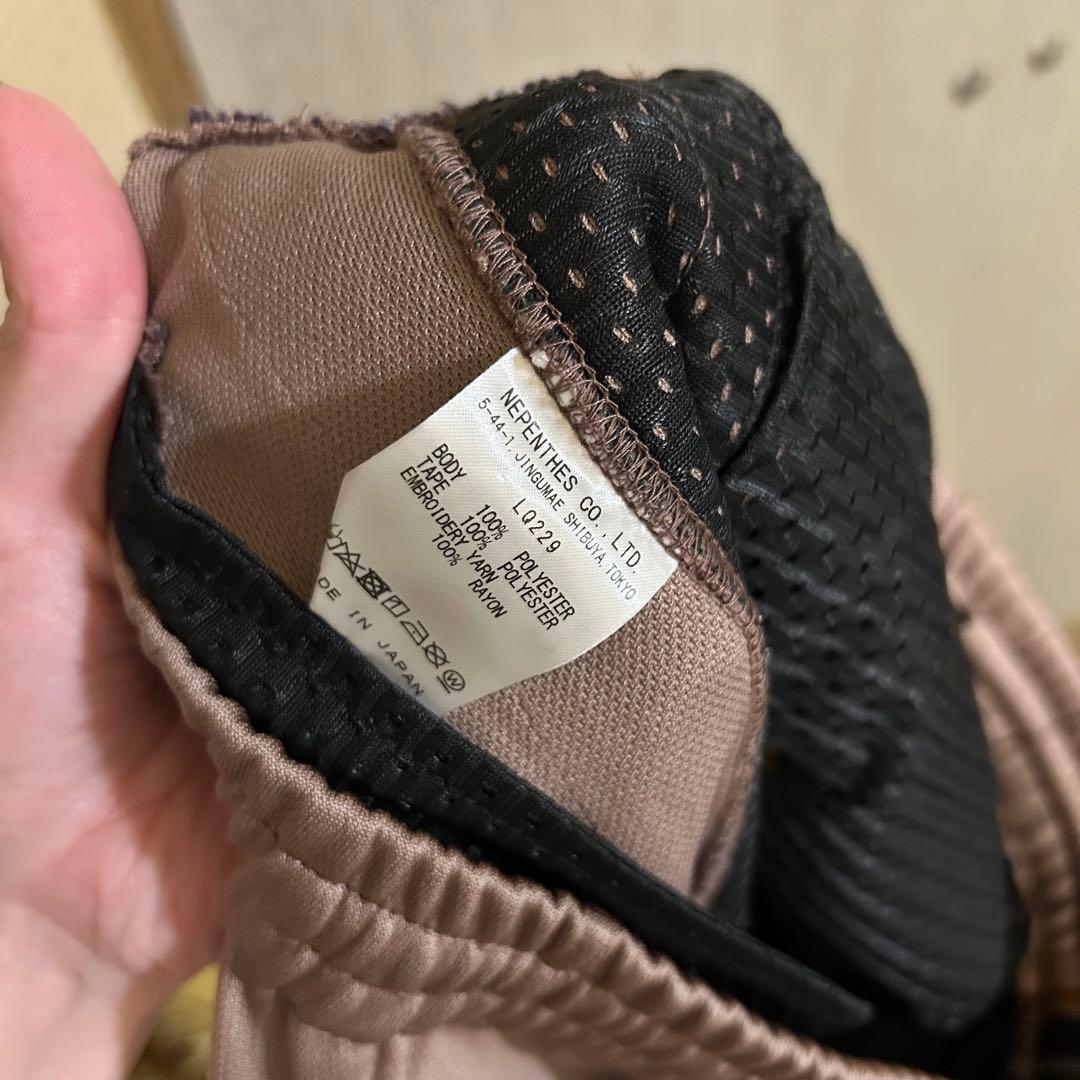 NEPENTHES CO., LTD.
5-44-1, JINGUMAE SHIBUYA, TOKYO
LQ229
BODY 100% POLYESTER
TAPE 100% POLYESTER
EMBROIDERY YARN
100% RAYON
DE IN JAPAN
W